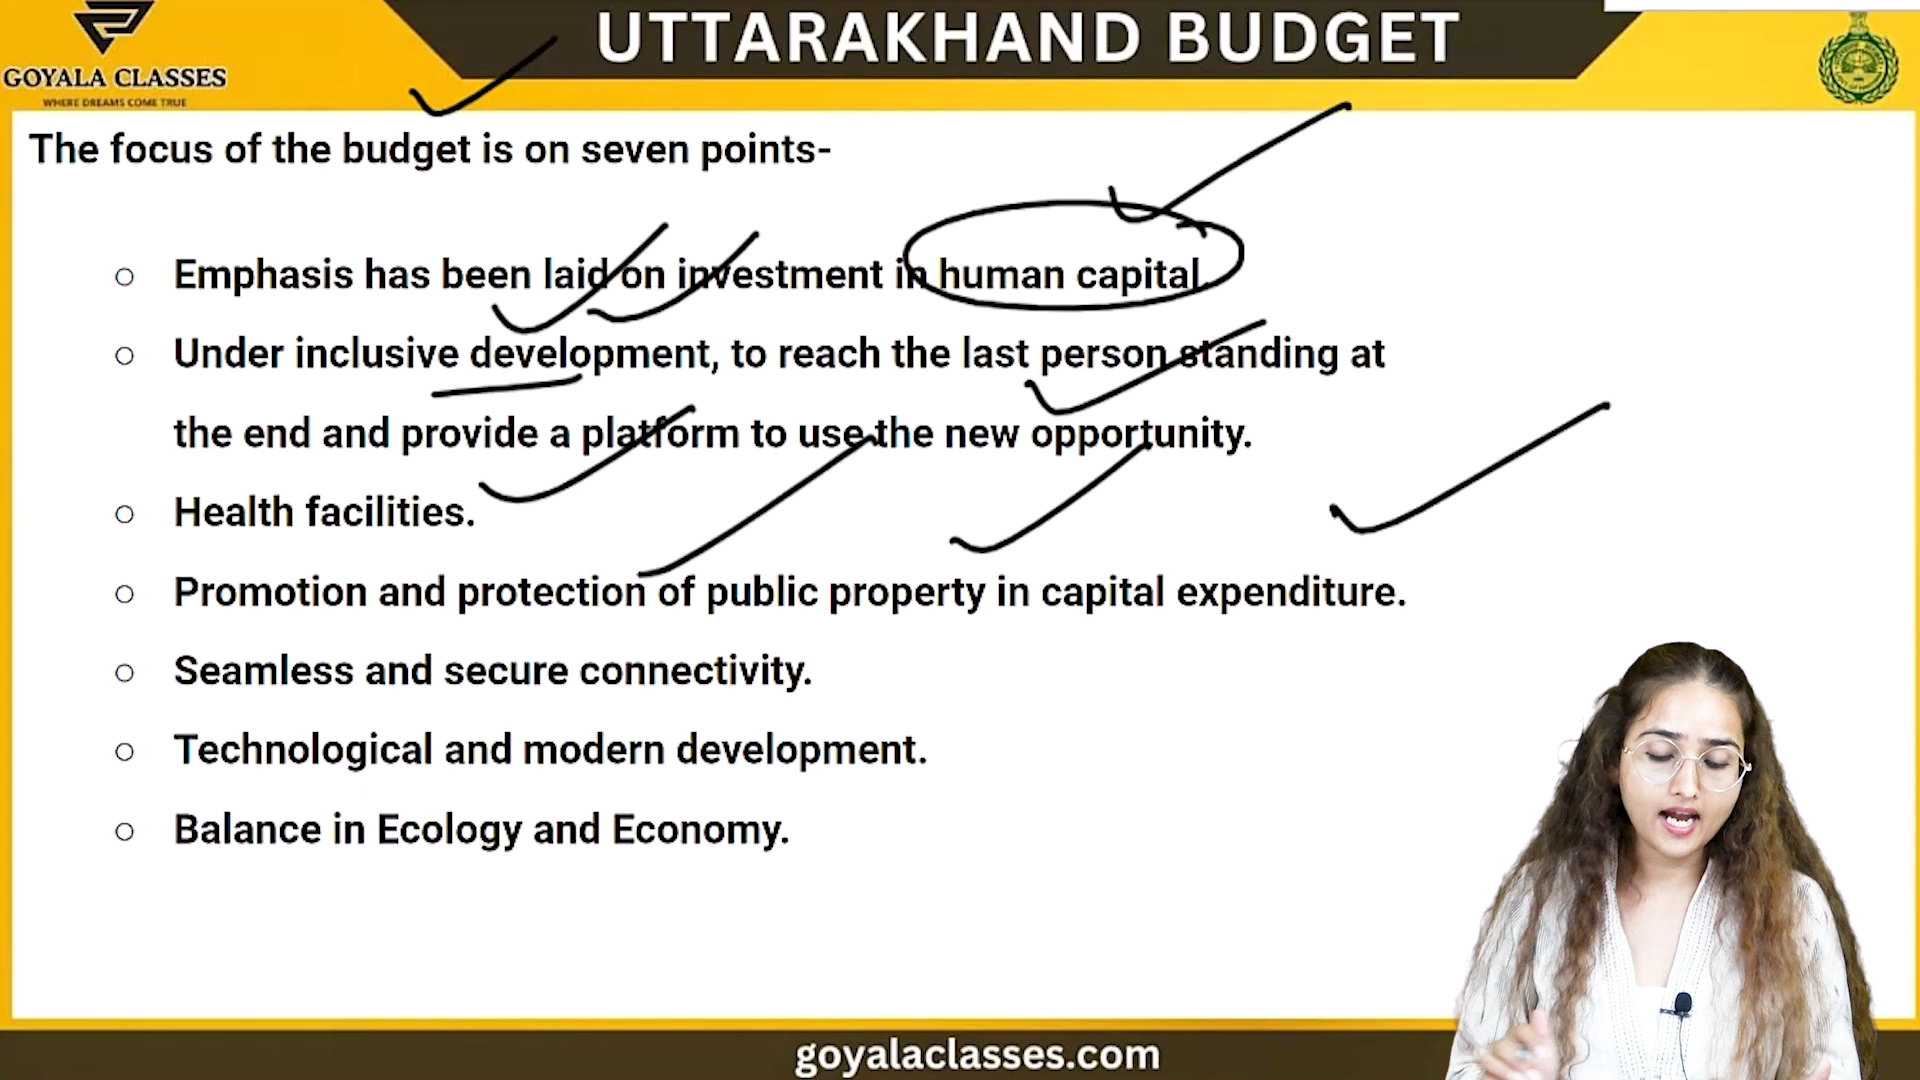 UTTARAKHAND BUDGET
GOYALA CLASSES
WHERE DREAMS COME TRUE
The focus of the budget is on seven points-
○ Emphasis has been laid on investment in human capital.
○ Under inclusive development, to reach the last person standing at
the end and provide a platform to use the new opportunity.
○ Health facilities.
○ Promotion and protection of public property in capital expenditure.
○ Seamless and secure connectivity.
○ Technological and modern development.
○ Balance in Ecology and Economy.
goyalaclasses.com